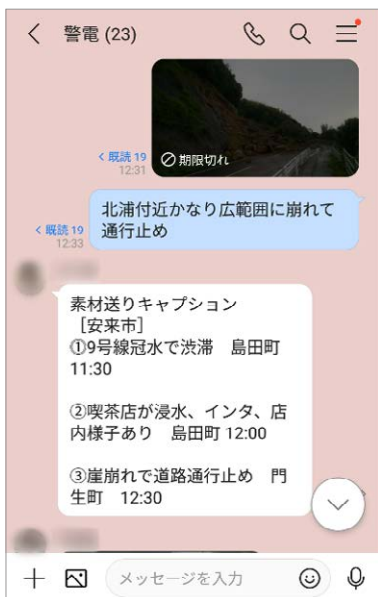 警電 (23)
既読 19
12:31
期限切れ
北浦付近かなり広範囲に崩れて
通行止め
既読 19
12:33
素材送りキャプション
［安来市］
①9号線冠水で渋滞　島田町
11:30
②喫茶店が浸水、インタ、店
内様子あり　島田町 12:00
③崖崩れで道路通行止め　門
生町　12:30
メッセージを入力